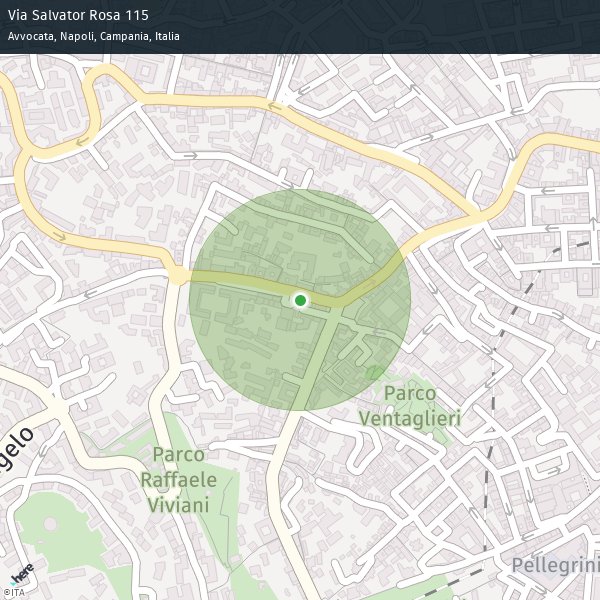 Via Salvator Rosa 115
Avvocata, Napoli, Campania, Italia
Parco
Ventaglieri
Parco
Raffaele
Viviani
gelo
Pellegrini
here
©ITA